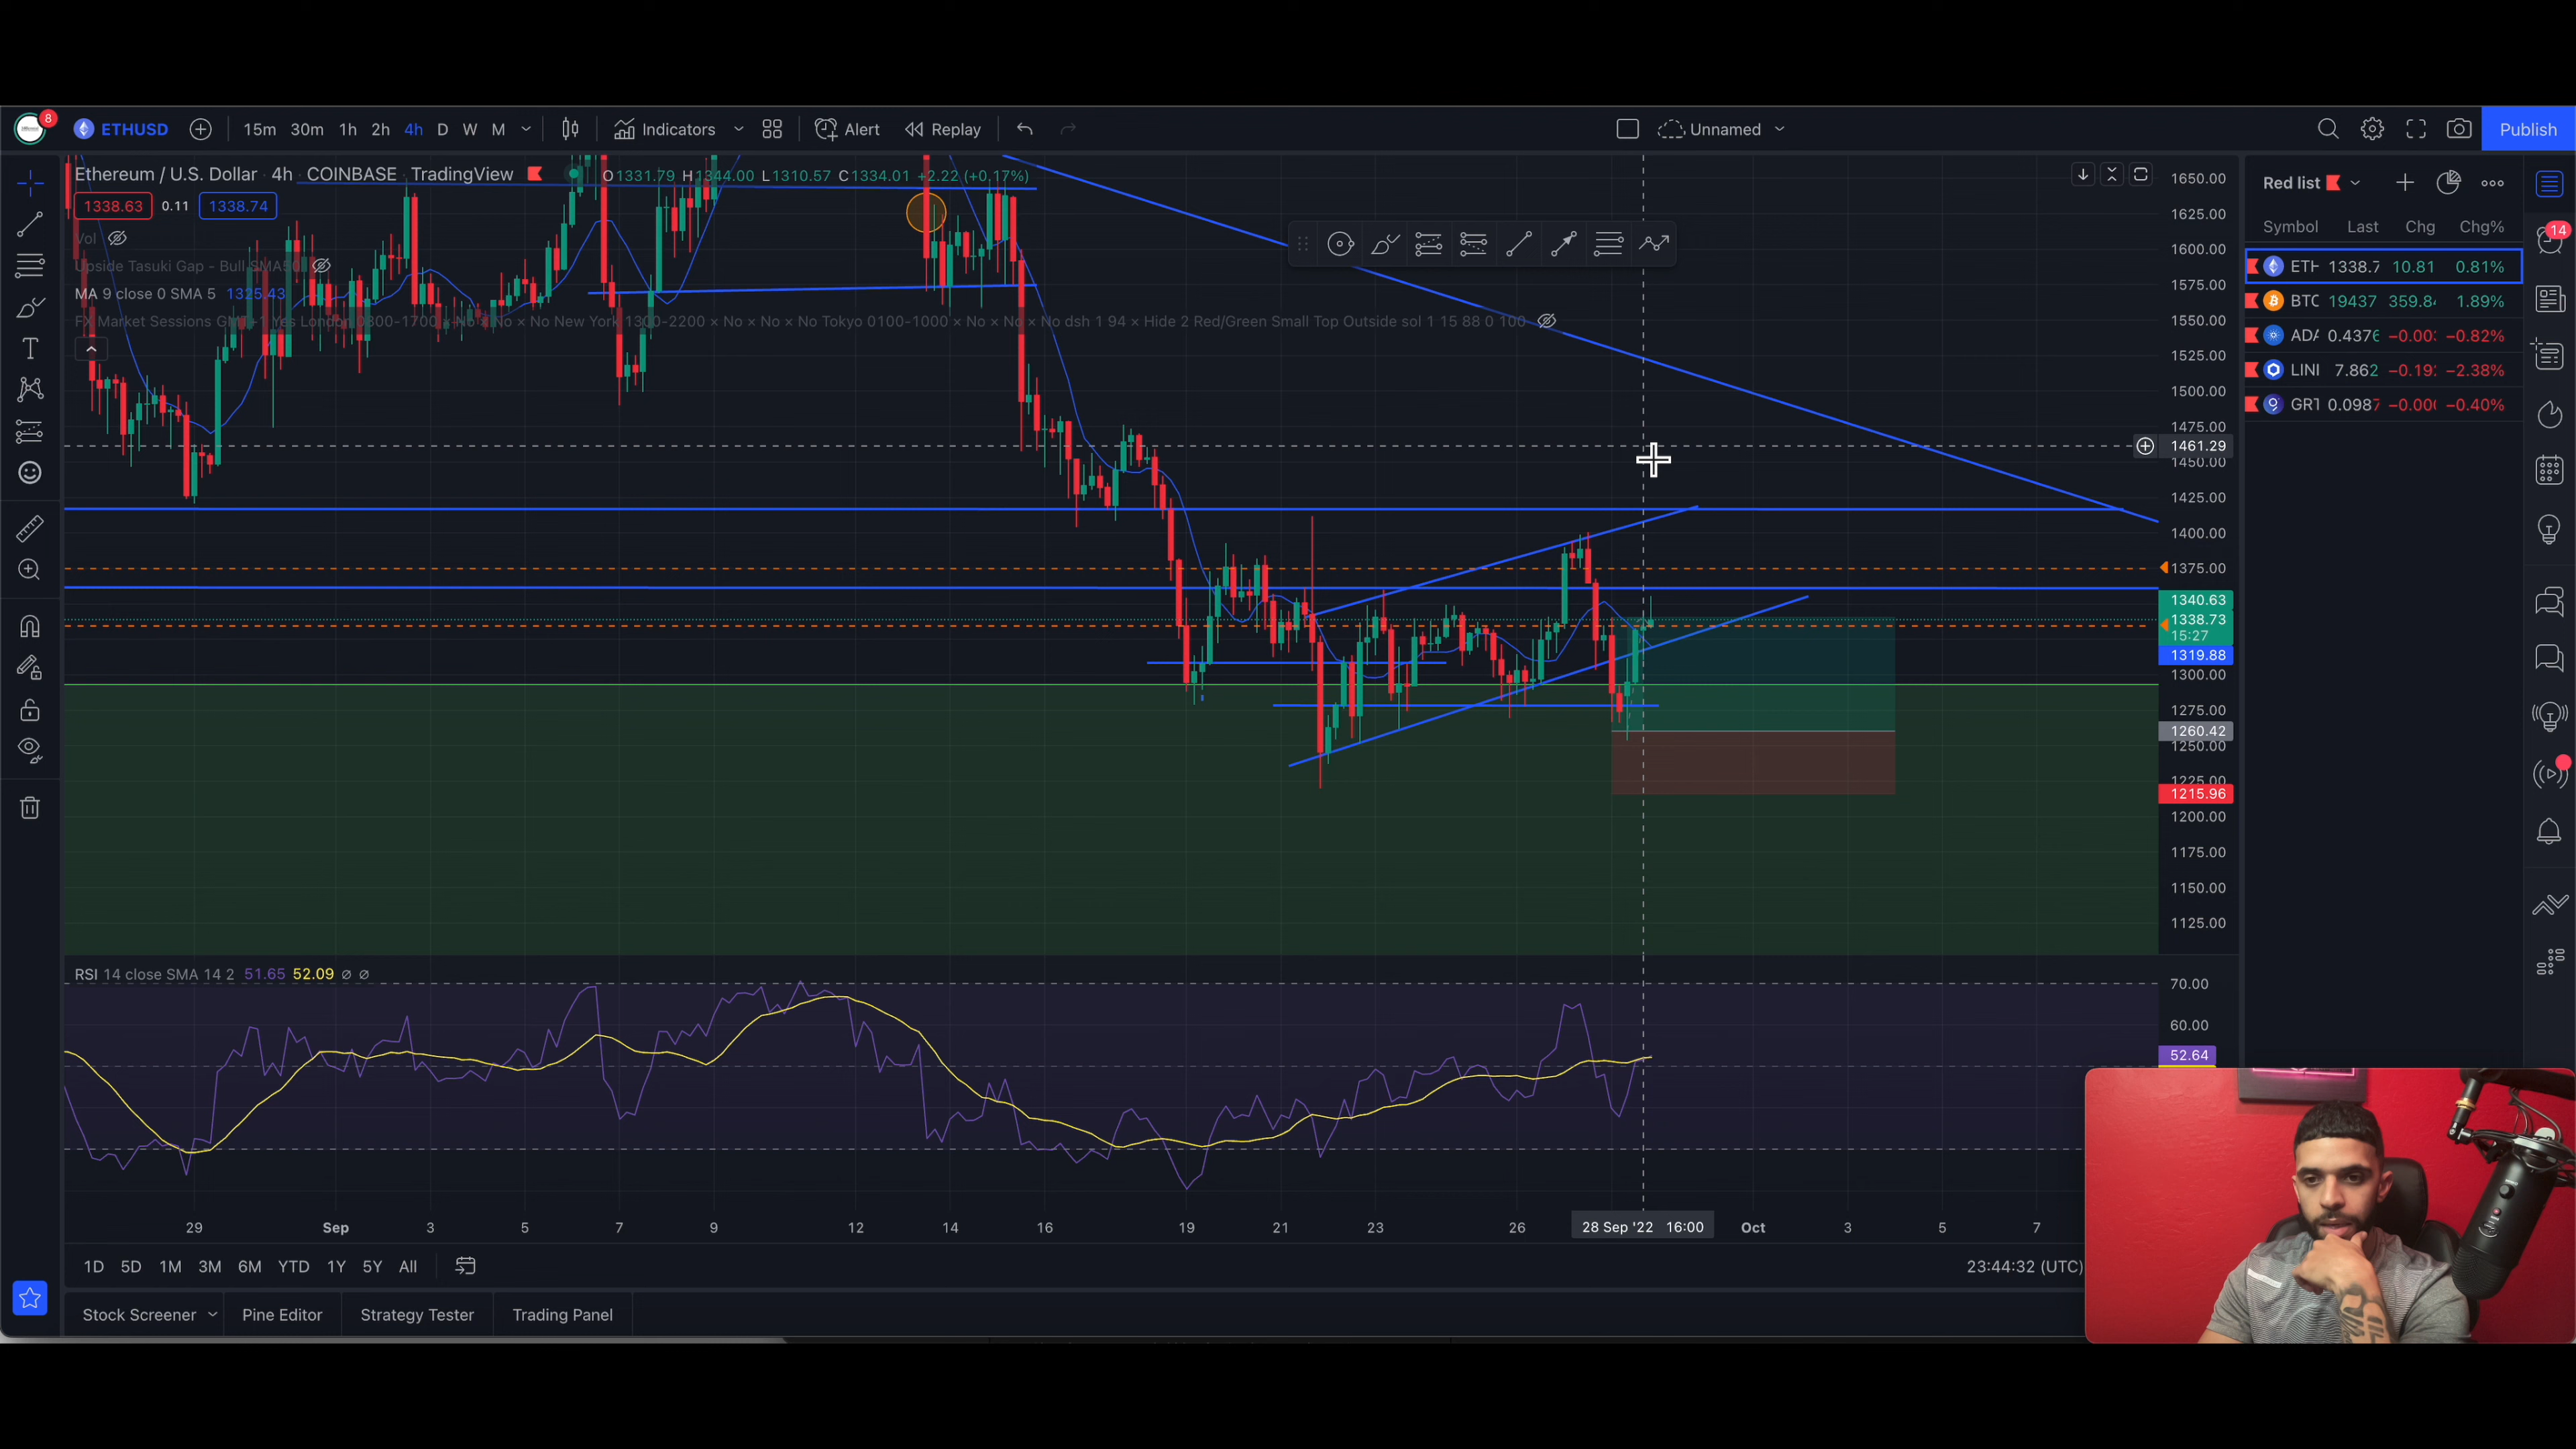 8 ETHUSD 15m 30m 1h 2h 4h D W M Indicators Alert Replay Unnamed Publish
Ethereum / U.S. Dollar · 4h · COINBASE · TradingView O1331.79 H1344.00 L1310.57 C1334.01 +2.22 (+0.17%)
1338.63 0.11 1338.74
Vol
Upside Tasuki Gap - Bull SMA50
MA 9 close 0 SMA 5 1325.43
FX Market Sessions GMT+1 Yes London 0800-1700 × No × No × No New York 1300-2200 × No × No × No Tokyo 0100-1000 × No × No × No dsh 1 94 × Hide 2 Red/Green Small Top Outside sol 1 15 88 0 100
1650.00
1625.00
1600.00
1575.00
1550.00
1525.00
1500.00
1475.00
1461.29
1450.00
1425.00
1400.00
1375.00
1340.63
1338.73
15:27
1319.88
1300.00
1275.00
1260.42
1250.00
1225.00
1215.96
1200.00
1175.00
1150.00
1125.00
Red list
Symbol Last Chg Chg%
ETH 1338.7 10.81 0.81%
BTC 19437 359.84 1.89%
ADA 0.4376 −0.00 −0.82%
LINI 7.862 −0.19 −2.38%
GRT 0.0987 −0.00 −0.40%
14
RSI 14 close SMA 14 2 51.65 52.09 ∅ ∅
70.00
60.00
52.64
29 Sep 3 5 7 9 12 14 16 19 21 23 26 28 Sep '22 16:00 Oct 3 5 7
1D 5D 1M 3M 6M YTD 1Y 5Y All 23:44:32 (UTC)
Stock Screener Pine Editor Strategy Tester Trading Panel